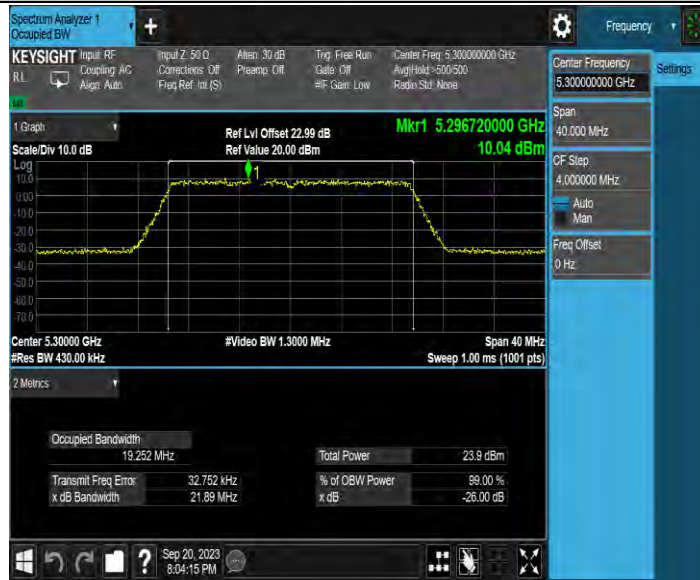 Spectrum Analyzer 1
Occupied BW
+
Frequency
KEYSIGHT
RL
Input: RF
Coupling: AC
Align: Auto
Input Z: 50 Ω
Corrections: Off
Freq Ref: Int (S)
Atten: 30 dB
Preamp: Off
Trig: Free Run
Gate: Off
#IF Gain: Low
Center Freq: 5.300000000 GHz
Avg|Hold:>500/500
Radio Std: None
Center Frequency
5.300000000 GHz
Settings
Span
40.000 MHz
CF Step
4.000000 MHz
Auto
Man
Freq Offset
0 Hz
1 Graph
Scale/Div 10.0 dB
Ref Lvl Offset 22.99 dB
Ref Value 20.00 dBm
Mkr1 5.296720000 GHz
10.04 dBm
Log
10.0
0.00
-10.0
-20.0
-30.0
-40.0
-50.0
-60.0
-70.0
1
Center 5.30000 GHz
#Res BW 430.00 kHz
#Video BW 1.3000 MHz
Span 40 MHz
Sweep 1.00 ms (1001 pts)
2 Metrics
Occupied Bandwidth
19.252 MHz
Total Power 23.9 dBm
Transmit Freq Error 32.752 kHz
% of OBW Power 99.00 %
x dB Bandwidth 21.89 MHz
x dB -26.00 dB
?
Sep 20, 2023
8:04:15 PM